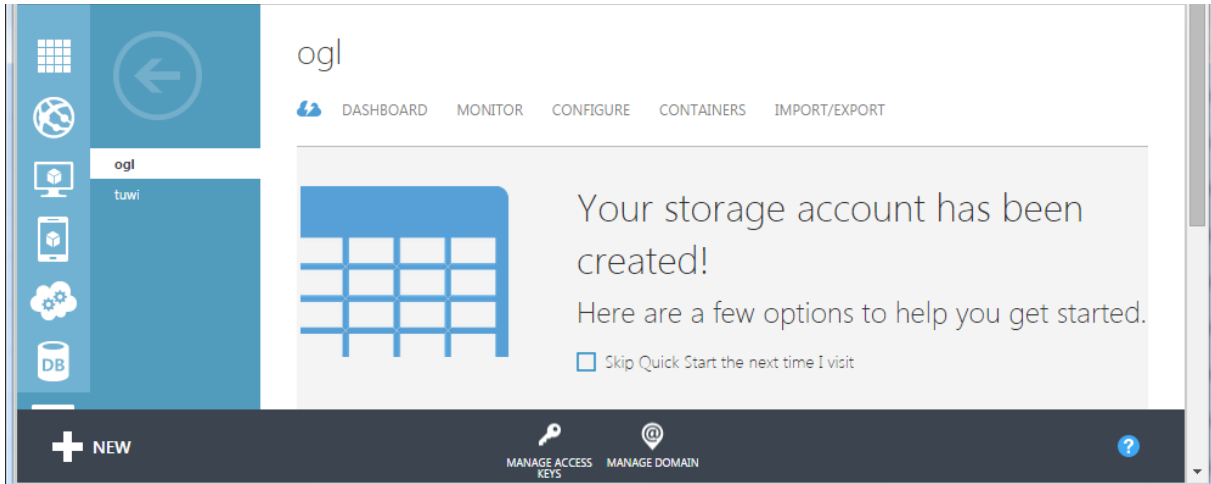 ogl
DASHBOARD MONITOR CONFIGURE CONTAINERS IMPORT/EXPORT
ogl
tuwi
Your storage account has been
created!
Here are a few options to help you get started.
Skip Quick Start the next time I visit
DB
NEW
MANAGE ACCESS
KEYS
MANAGE DOMAIN
?